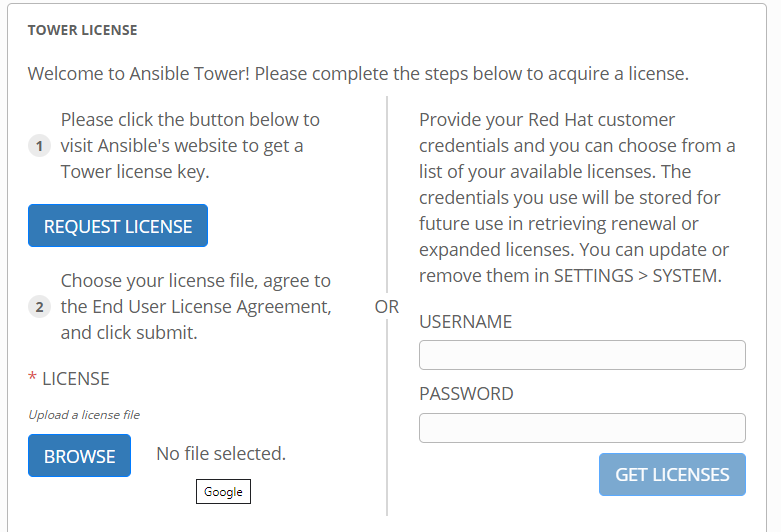 TOWER LICENSE
Welcome to Ansible Tower! Please complete the steps below to acquire a license.
1
Please click the button below to
visit Ansible's website to get a
Tower license key.
REQUEST LICENSE
2
Choose your license file, agree to
the End User License Agreement,
and click submit.
* LICENSE
Upload a license file
BROWSE
No file selected.
Google
OR
Provide your Red Hat customer
credentials and you can choose from a
list of your available licenses. The
credentials you use will be stored for
future use in retrieving renewal or
expanded licenses. You can update or
remove them in SETTINGS > SYSTEM.
USERNAME
PASSWORD
GET LICENSES